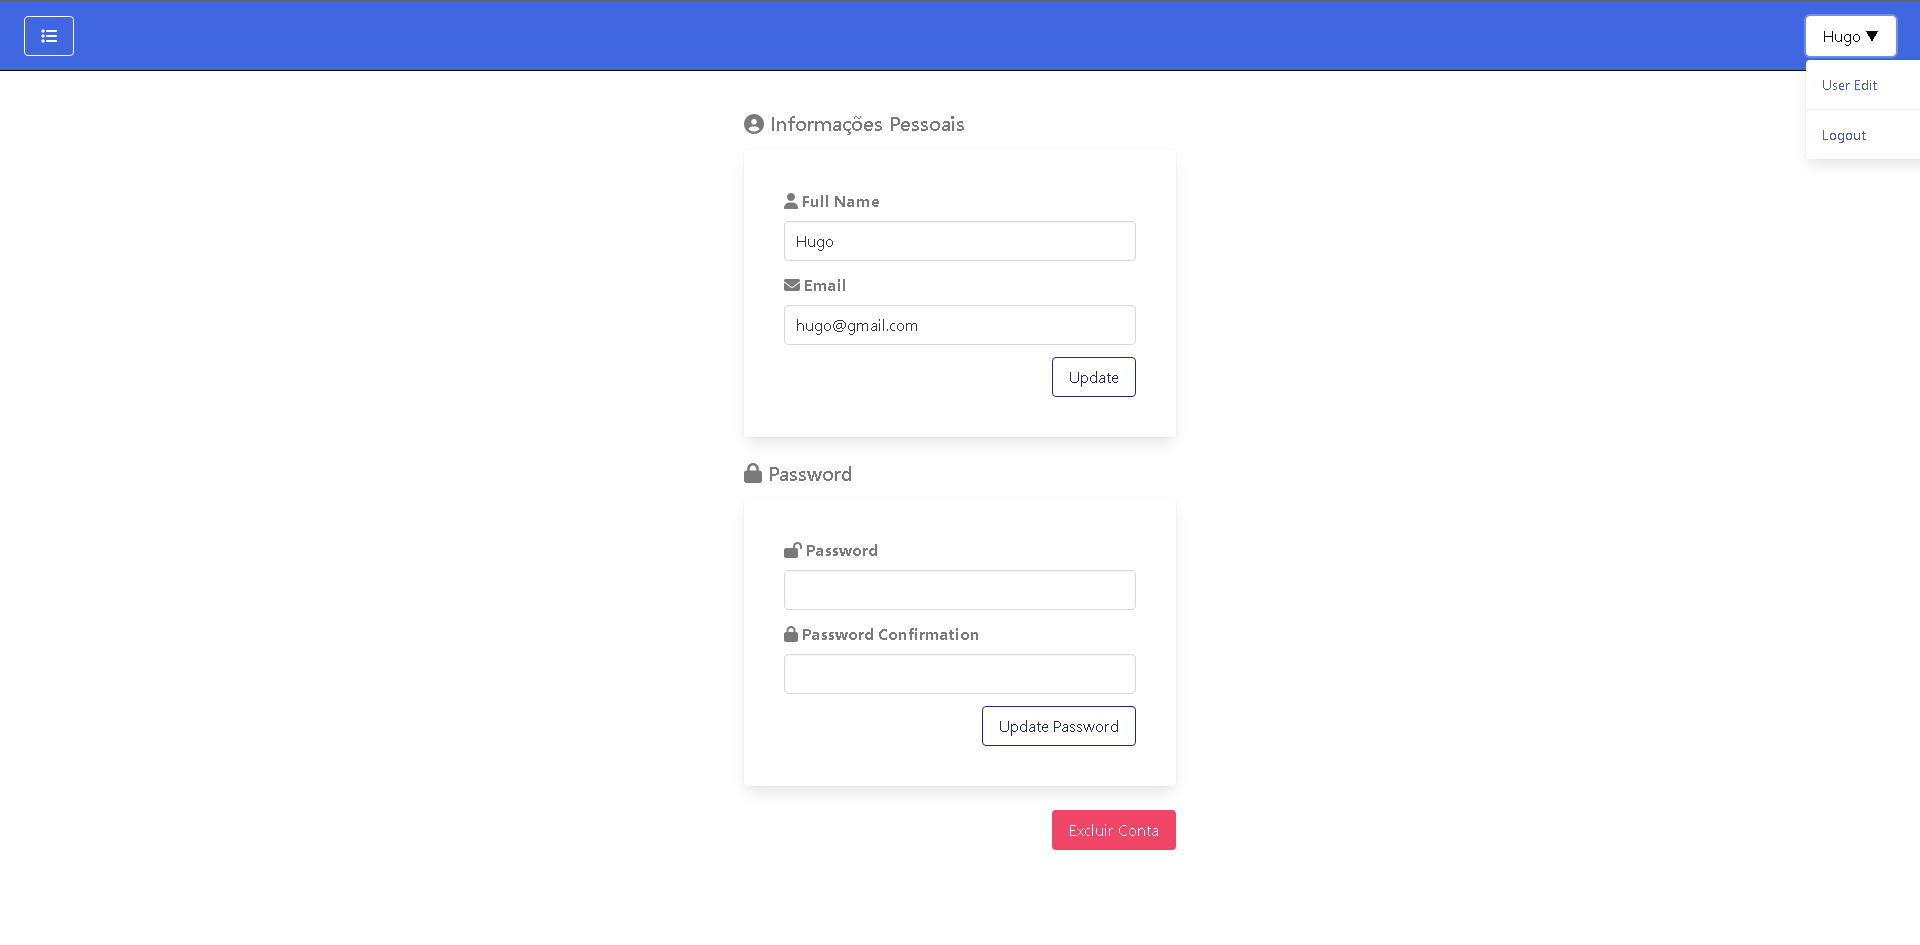 Hugo ▼
User Edit
Logout
Informações Pessoais
Full Name
Hugo
Email
hugo@gmail.com
Update
Password
Password
Password Confirmation
Update Password
Excluir Conta